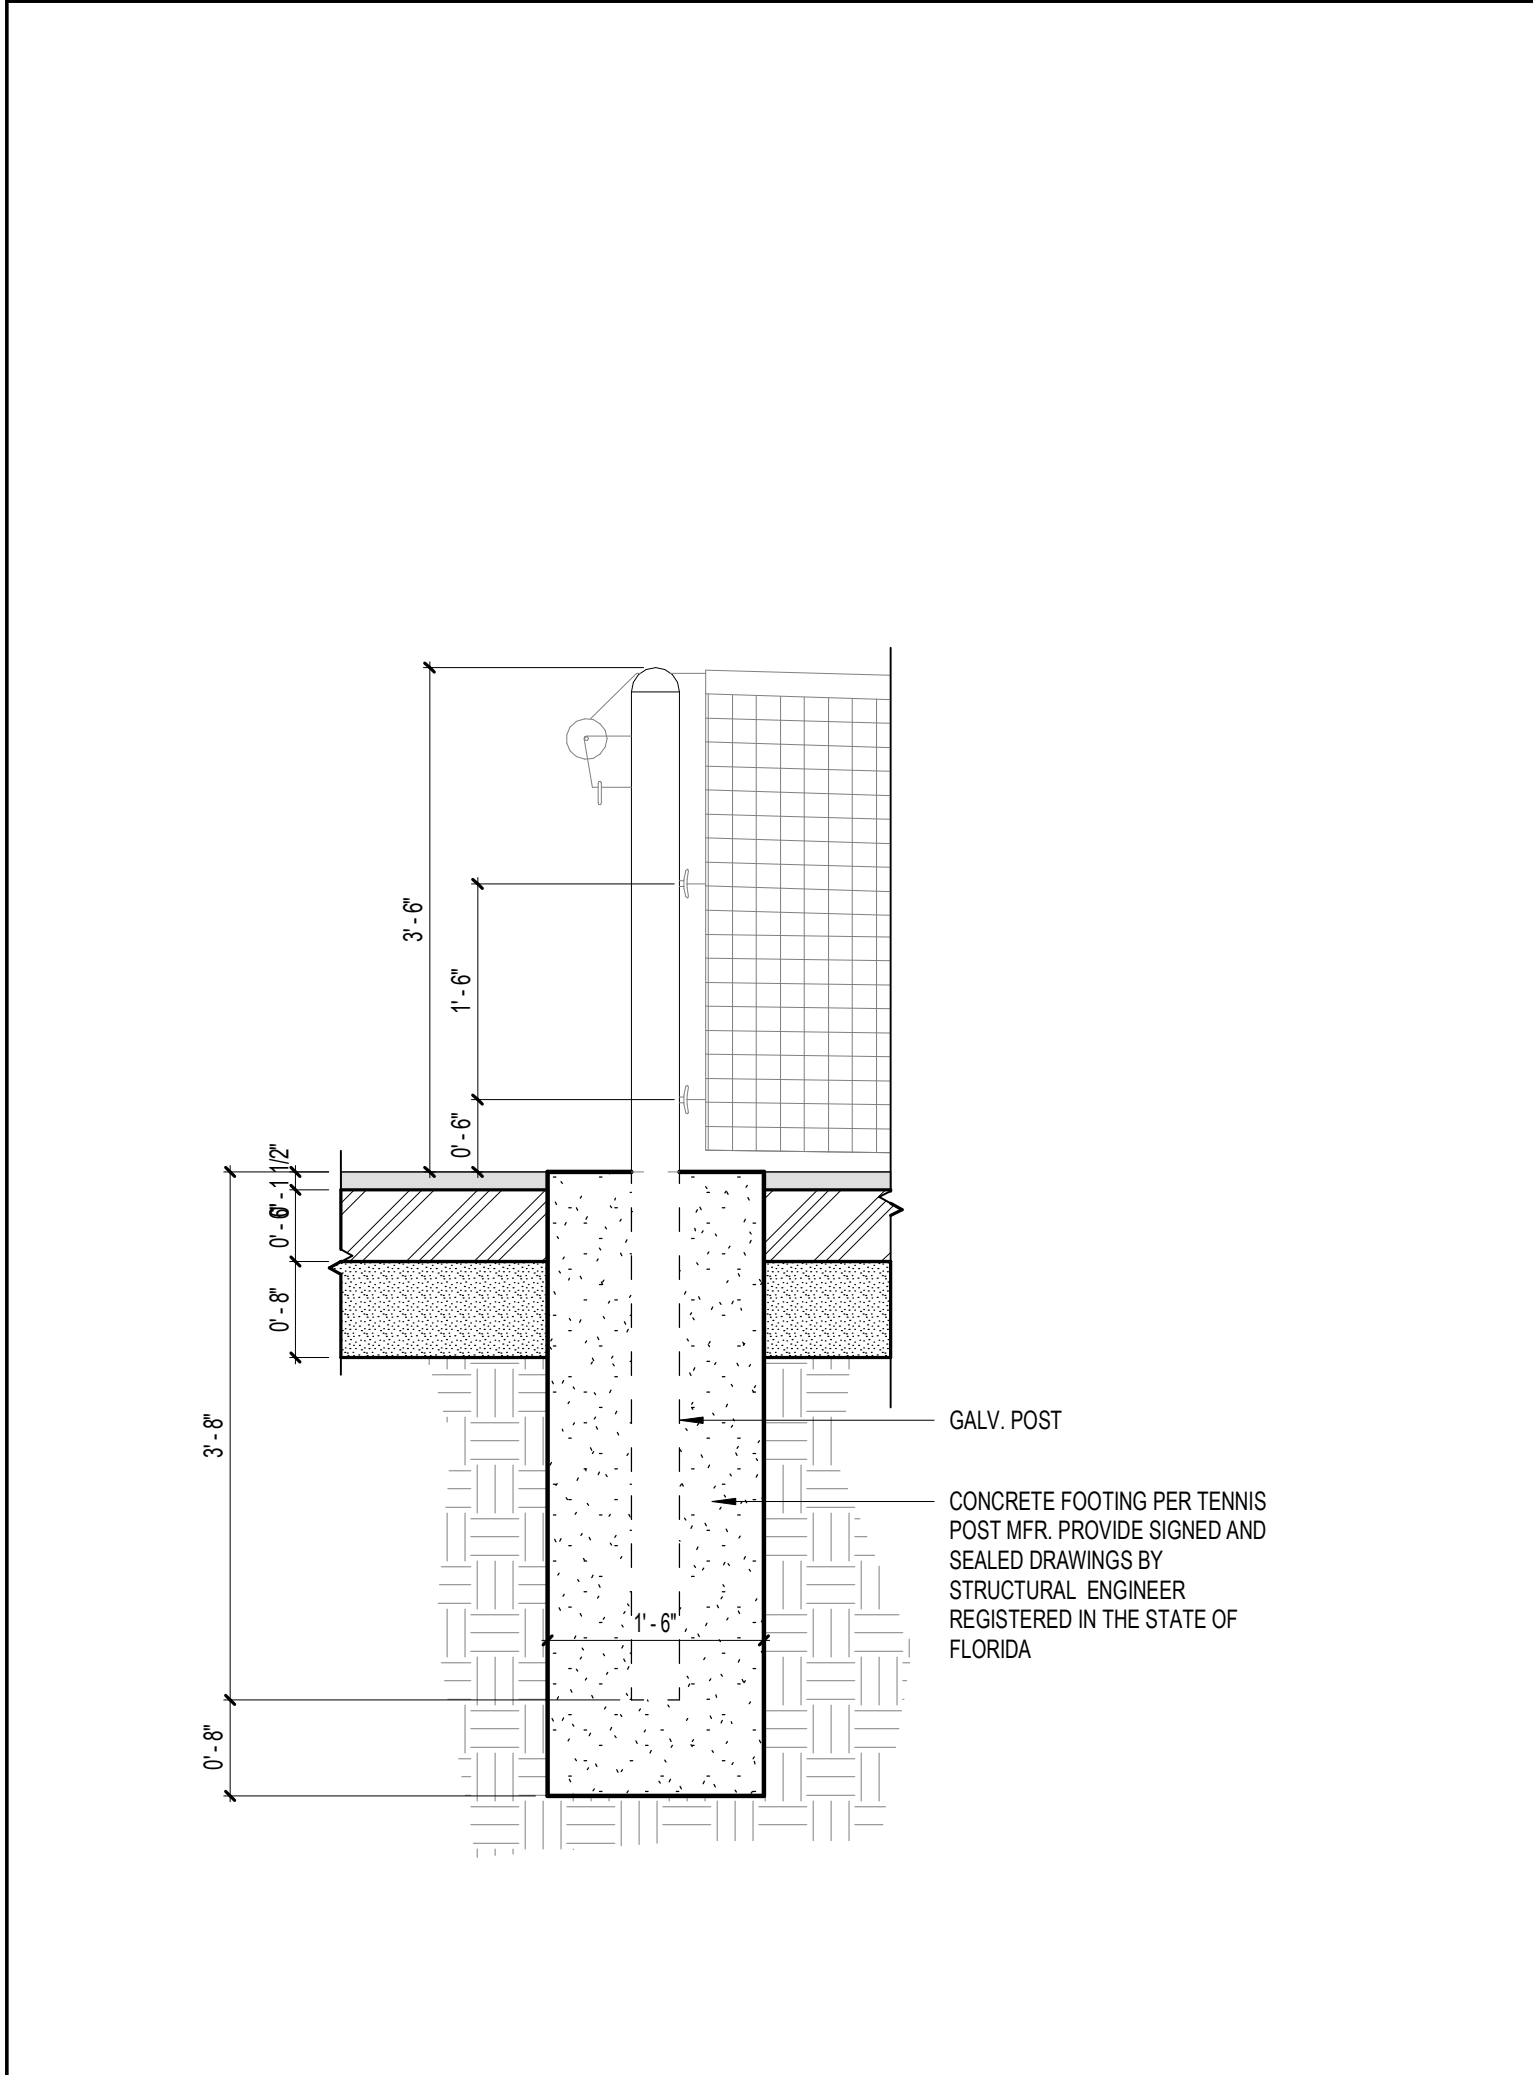 3' - 6"
1' - 6"
0' - 6"
0' - 1 1/2"
0' - 6"
0' - 8"
3' - 8"
GALV. POST
CONCRETE FOOTING PER TENNIS
POST MFR. PROVIDE SIGNED AND
SEALED DRAWINGS BY
STRUCTURAL ENGINEER
REGISTERED IN THE STATE OF
FLORIDA
1' - 6"
0' - 8"